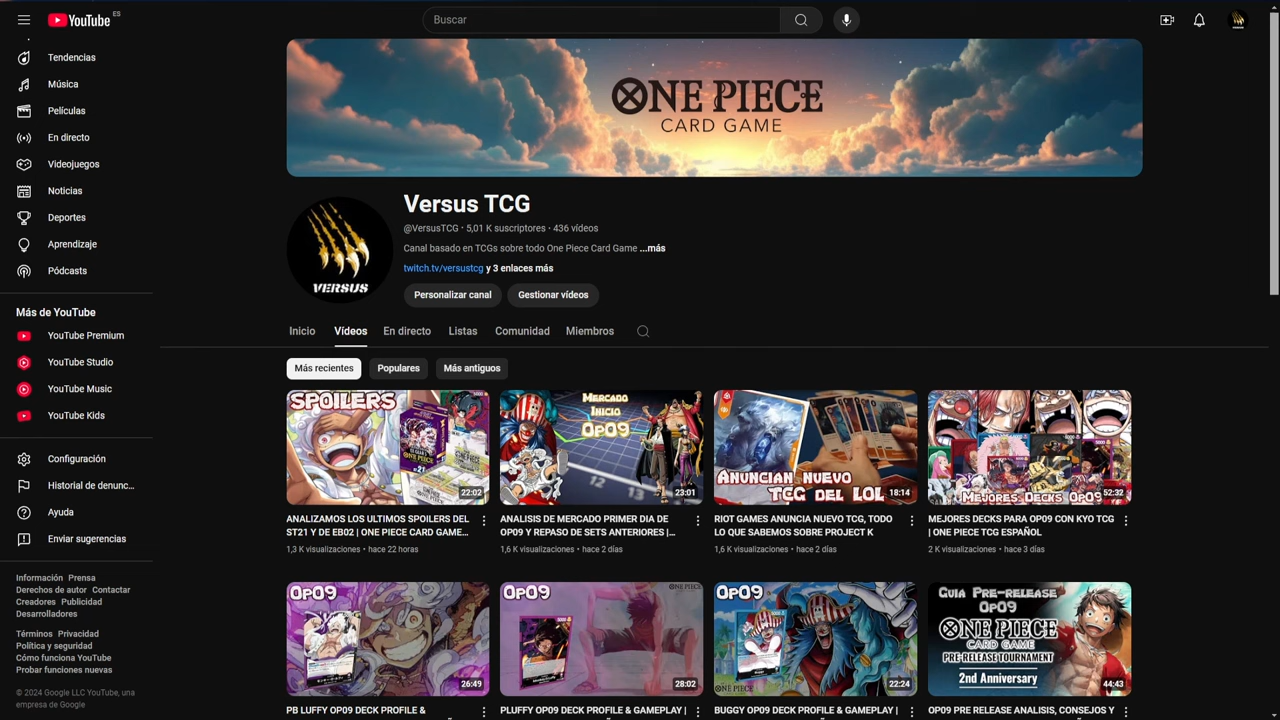 YouTube ES
Buscar
Tendencias
Música
Películas
En directo
Videojuegos
Noticias
Deportes
Aprendizaje
Pódcasts
Más de YouTube
YouTube Premium
YouTube Studio
YouTube Music
YouTube Kids
Configuración
Historial de denunc...
Ayuda
Enviar sugerencias
Información Prensa
Derechos de autor Contactar
Creadores Publicidad
Desarrolladores
Términos Privacidad
Política y seguridad
Cómo funciona YouTube
Probar funciones nuevas
© 2024 Google LLC YouTube, una
empresa de Google
ONE PIECE
CARD GAME
VERSUS
Versus TCG
@VersusTCG · 5,01 K suscriptores · 436 vídeos
Canal basado en TCGs sobre todo One Piece Card Game ...más
twitch.tv/versustcg y 3 enlaces más
Personalizar canal Gestionar vídeos
Inicio Vídeos En directo Listas Comunidad Miembros
Más recientes Populares Más antiguos
SPOILERS
22:02
ANALIZAMOS LOS ULTIMOS SPOILERS DEL
ST21 Y DE EB02 | ONE PIECE CARD GAME...
1,3 K visualizaciones · hace 22 horas
MERCADO
INICIO
OP09
12 13
23:01
ANALISIS DE MERCADO PRIMER DIA DE
OP09 Y REPASO DE SETS ANTERIORES |...
1,6 K visualizaciones · hace 2 días
ANUNCIAN NUEVO
TCG DEL LOL
18:14
RIOT GAMES ANUNCIA NUEVO TCG, TODO
LO QUE SABEMOS SOBRE PROJECT K
1,6 K visualizaciones · hace 2 días
MEJORES DECKS OP09
52:32
MEJORES DECKS PARA OP09 CON KYO TCG
| ONE PIECE TCG ESPAÑOL
2 K visualizaciones · hace 3 días
OP09
26:49
PB LUFFY OP09 DECK PROFILE &
OP09
ONE PIECE
28:02
PLUFFY OP09 DECK PROFILE & GAMEPLAY |
OP09
ONE PIECE
22:24
BUGGY OP09 DECK PROFILE & GAMEPLAY |
GUIA PRE-RELEASE
OP09
ONE PIECE
CARD GAME
PRE-RELEASE TOURNAMENT
2nd Anniversary
44:43
OP09 PRE RELEASE ANALISIS, CONSEJOS Y